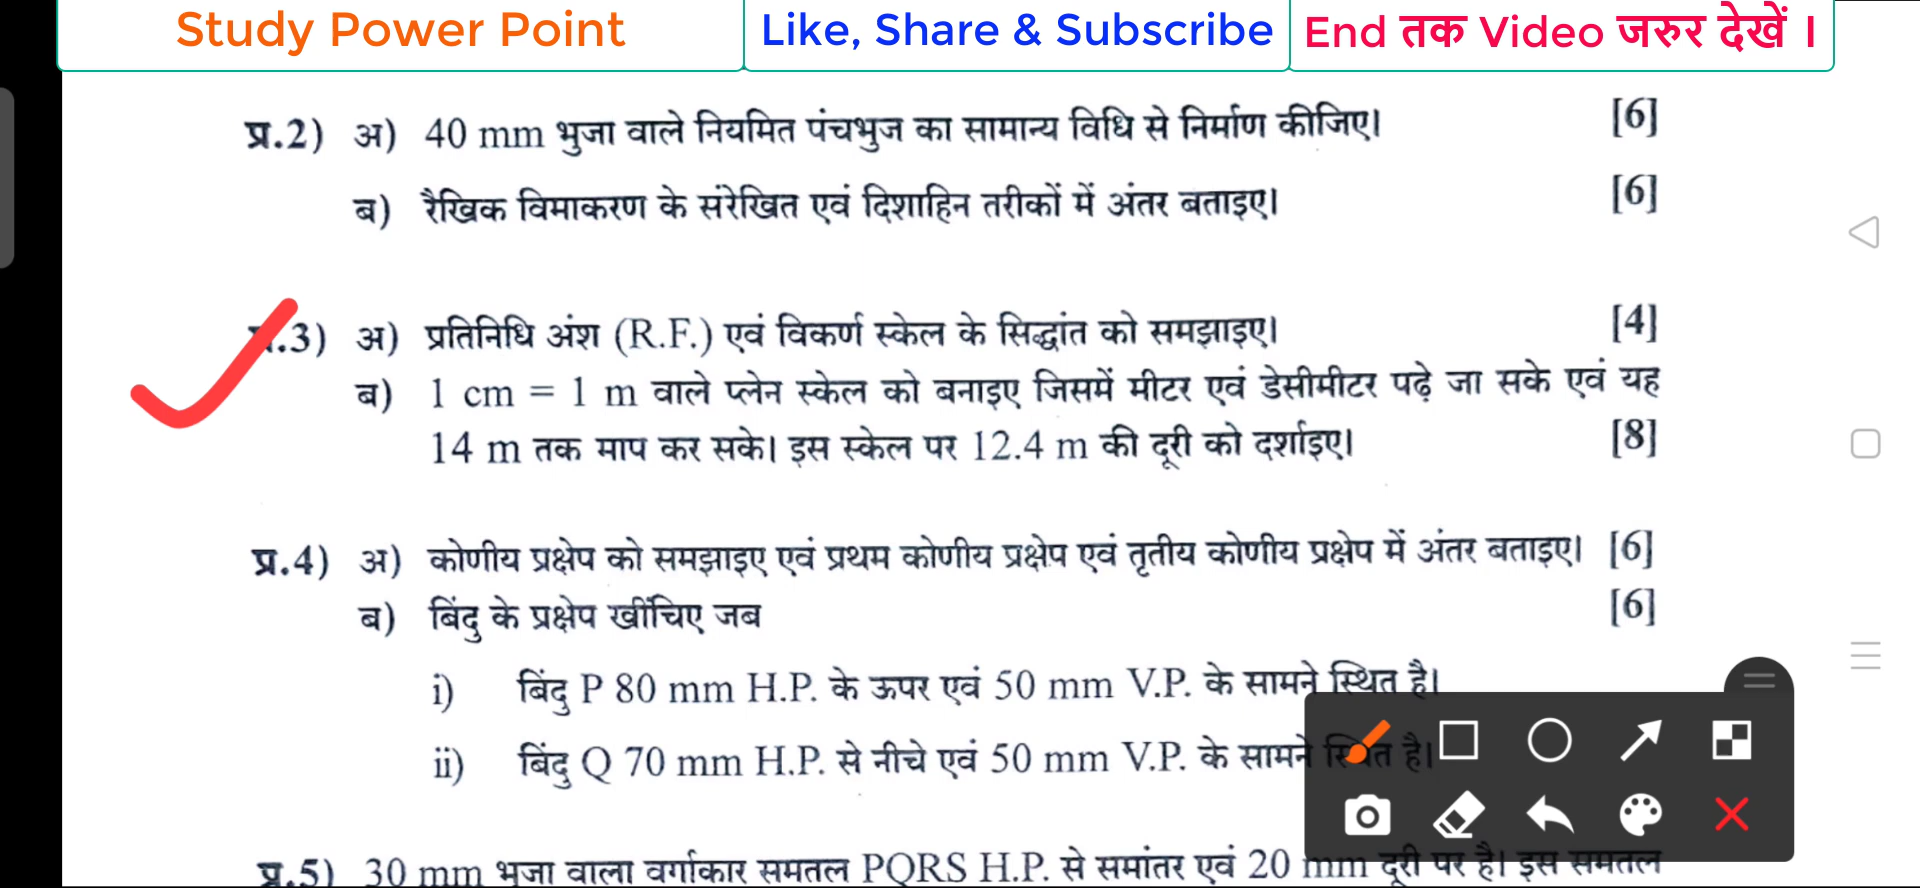 Study Power Point
Like, Share & Subscribe
End तक Video जरुर देखें ।
प्र.2) अ) 40 mm भुजा वाले नियमित पंचभुज का सामान्य विधि से निर्माण कीजिए। [6]
ब) रैखिक विमाकरण के संरेखित एवं दिशाहिन तरीकों में अंतर बताइए। [6]
.3) अ) प्रतिनिधि अंश (R.F.) एवं विकर्ण स्केल के सिद्धांत को समझाइए। [4]
ब) 1 cm = 1 m वाले प्लेन स्केल को बनाइए जिसमें मीटर एवं डेसीमीटर पढ़े जा सके एवं यह
14 m तक माप कर सके। इस स्केल पर 12.4 m की दूरी को दर्शाइए। [8]
प्र.4) अ) कोणीय प्रक्षेप को समझाइए एवं प्रथम कोणीय प्रक्षेप एवं तृतीय कोणीय प्रक्षेप में अंतर बताइए। [6]
ब) बिंदु के प्रक्षेप खींचिए जब [6]
i) बिंदु P 80 mm H.P. के ऊपर एवं 50 mm V.P. के सामने स्थित है।
ii) बिंदु Q 70 mm H.P. से नीचे एवं 50 mm V.P. के सामने स्थित है।
प्र.5) 30 mm भुजा वाला वर्गाकार समतल PQRS H.P. से समांतर एवं 20 mm दूरी पर है। इस समतल